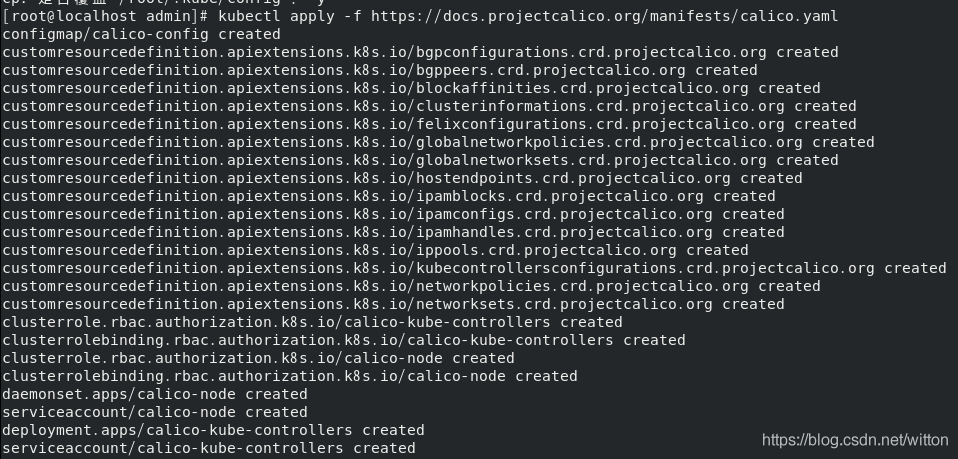 cp: 是否覆盖"/root/.kube/config"? y
[root@localhost admin]# kubectl apply -f https://docs.projectcalico.org/manifests/calico.yaml
configmap/calico-config created
customresourcedefinition.apiextensions.k8s.io/bgpconfigurations.crd.projectcalico.org created
customresourcedefinition.apiextensions.k8s.io/bgppeers.crd.projectcalico.org created
customresourcedefinition.apiextensions.k8s.io/blockaffinities.crd.projectcalico.org created
customresourcedefinition.apiextensions.k8s.io/clusterinformations.crd.projectcalico.org created
customresourcedefinition.apiextensions.k8s.io/felixconfigurations.crd.projectcalico.org created
customresourcedefinition.apiextensions.k8s.io/globalnetworkpolicies.crd.projectcalico.org created
customresourcedefinition.apiextensions.k8s.io/globalnetworksets.crd.projectcalico.org created
customresourcedefinition.apiextensions.k8s.io/hostendpoints.crd.projectcalico.org created
customresourcedefinition.apiextensions.k8s.io/ipamblocks.crd.projectcalico.org created
customresourcedefinition.apiextensions.k8s.io/ipamconfigs.crd.projectcalico.org created
customresourcedefinition.apiextensions.k8s.io/ipamhandles.crd.projectcalico.org created
customresourcedefinition.apiextensions.k8s.io/ippools.crd.projectcalico.org created
customresourcedefinition.apiextensions.k8s.io/kubecontrollersconfigurations.crd.projectcalico.org created
customresourcedefinition.apiextensions.k8s.io/networkpolicies.crd.projectcalico.org created
customresourcedefinition.apiextensions.k8s.io/networksets.crd.projectcalico.org created
clusterrole.rbac.authorization.k8s.io/calico-kube-controllers created
clusterrolebinding.rbac.authorization.k8s.io/calico-kube-controllers created
clusterrole.rbac.authorization.k8s.io/calico-node created
clusterrolebinding.rbac.authorization.k8s.io/calico-node created
daemonset.apps/calico-node created
serviceaccount/calico-node created
deployment.apps/calico-kube-controllers created
serviceaccount/calico-kube-controllers created
https://blog.csdn.net/witton